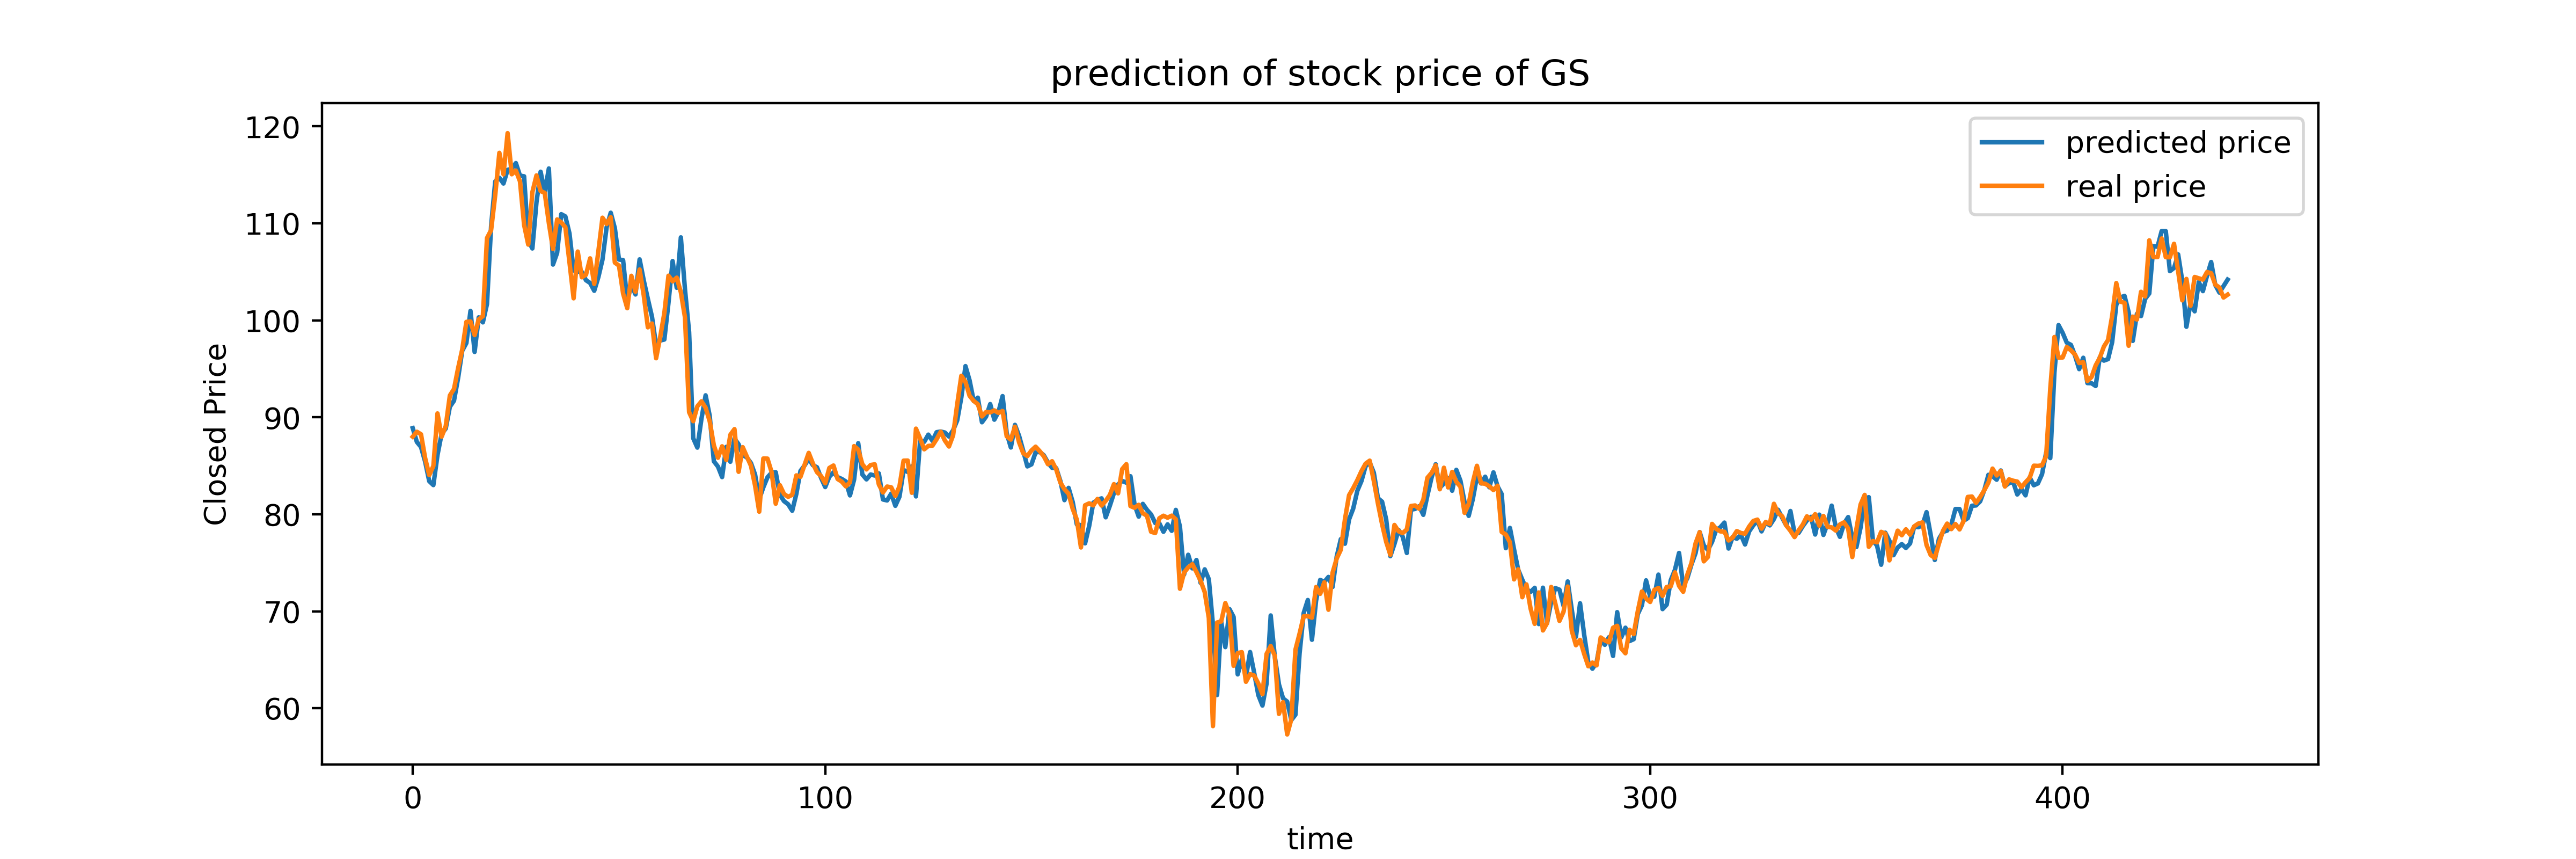 prediction of stock price of GS
predicted price
real price
Closed Price
120
110
100
90
80
70
60
0
100
200
300
400
time